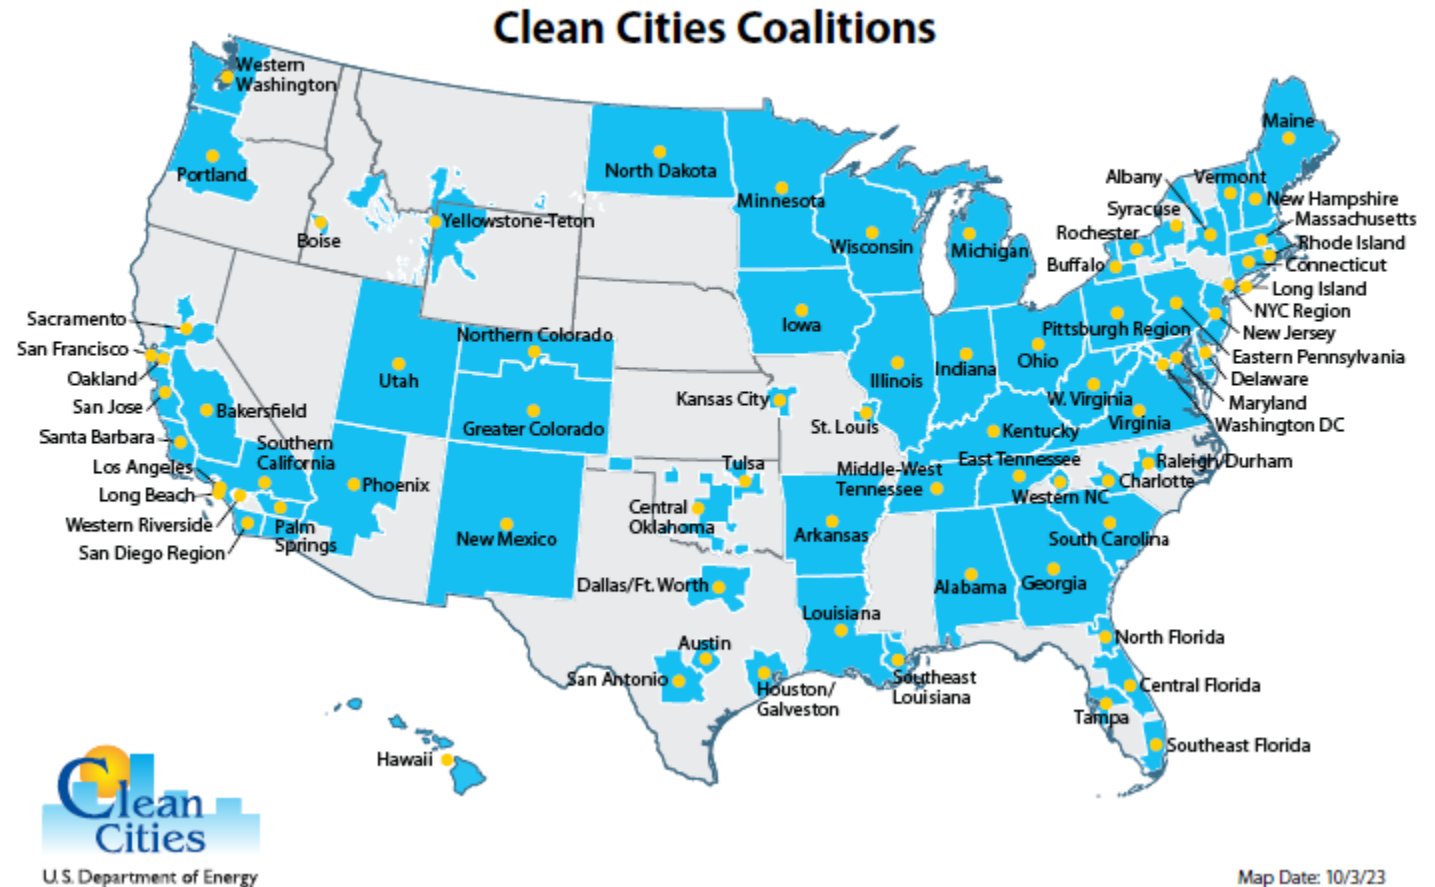 Clean Cities Coalitions
Western
Washington
Portland
Boise
Yellowstone-Teton
North Dakota
Minnesota
Wisconsin
Michigan
Maine
Albany
Vermont
New Hampshire
Syracuse
Massachusetts
Rochester
Rhode Island
Buffalo
Connecticut
Long Island
NYC Region
New Jersey
Eastern Pennsylvania
Delaware
Maryland
Washington DC
Pittsburgh Region
Sacramento
San Francisco
Oakland
San Jose
Santa Barbara
Los Angeles
Long Beach
Western Riverside
San Diego Region
Bakersfield
Southern
California
Palm
Springs
Utah
Northern Colorado
Greater Colorado
Phoenix
New Mexico
Iowa
Illinois
Indiana
Ohio
W. Virginia
Virginia
Kansas City
St. Louis
Kentucky
Middle-West
Tennessee
East Tennessee
Raleigh/Durham
Charlotte
Western NC
Tulsa
Central
Oklahoma
Arkansas
South Carolina
Alabama
Georgia
Dallas/Ft. Worth
Louisiana
Austin
San Antonio
Houston/
Galveston
Southeast
Louisiana
North Florida
Central Florida
Tampa
Southeast Florida
Hawaii
Clean
Cities
U.S. Department of Energy
Map Date: 10/3/23